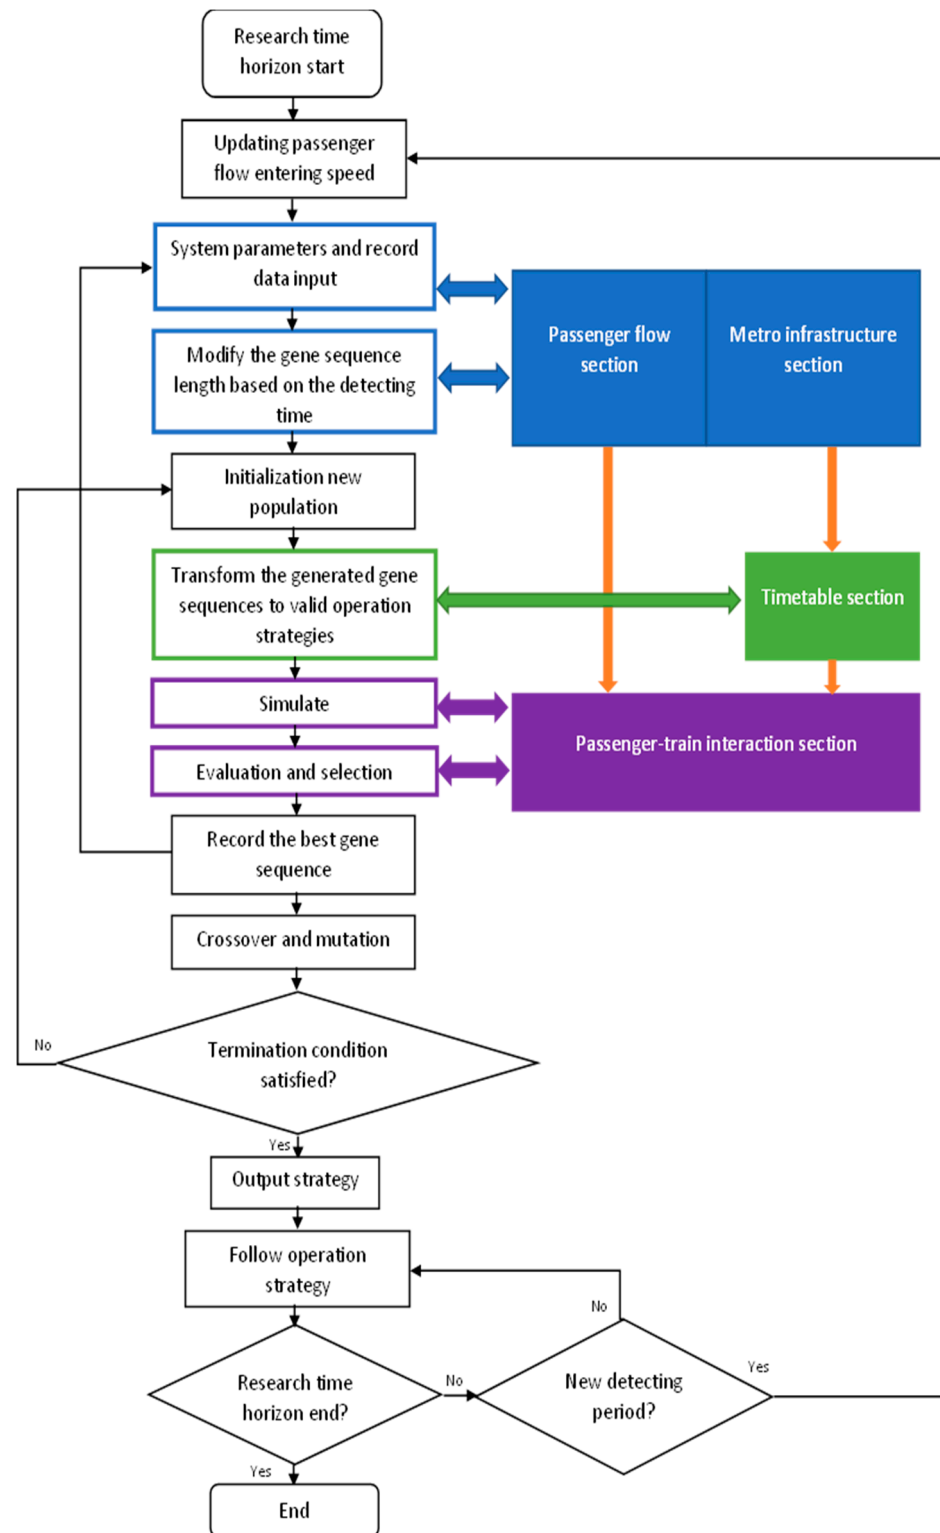 Research time
horizon start
Updating passenger
flow entering speed
System parameters and record
data input
Passenger flow
section
Metro infrastructure
section
Modify the gene sequence
length based on the detecting
time
Initialization new
population
Transform the generated gene
sequences to valid operation
strategies
Timetable section
Simulate
Passenger-train interaction section
Evaluation and selection
Record the best gene
sequence
Crossover and mutation
No
Termination condition
satisfied?
Yes
Output strategy
Follow operation
strategy
No
Research time
horizon end?
No
New detecting
period?
Yes
Yes
End